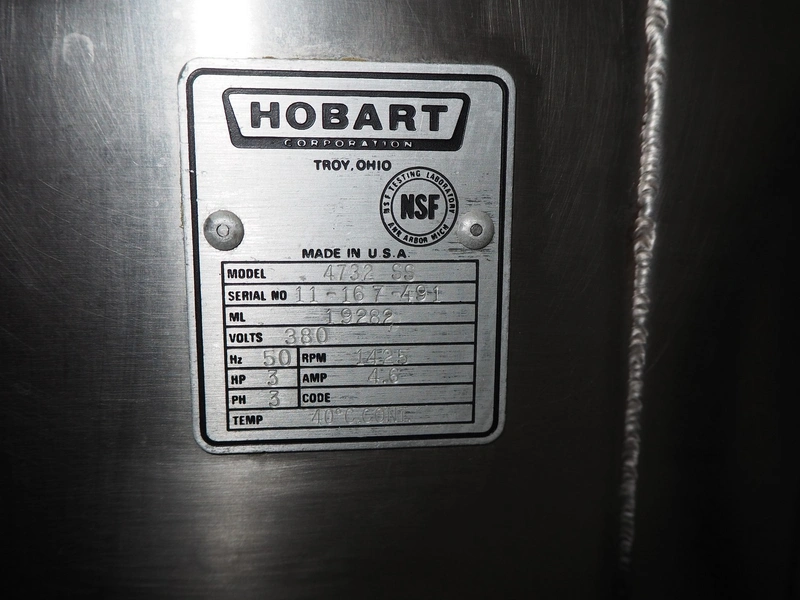 HOBART
CORPORATION
TROY, OHIO
NSF TESTING LABORATORY
NSF
ANN ARBOR MICH
MADE IN U.S.A.
MODEL 4732 SS
SERIAL NO 11-167-491
ML 19282
VOLTS 380
Hz 50 RPM 1425
HP 3 AMP 4.6
PH 3 CODE
TEMP 40°C CONT